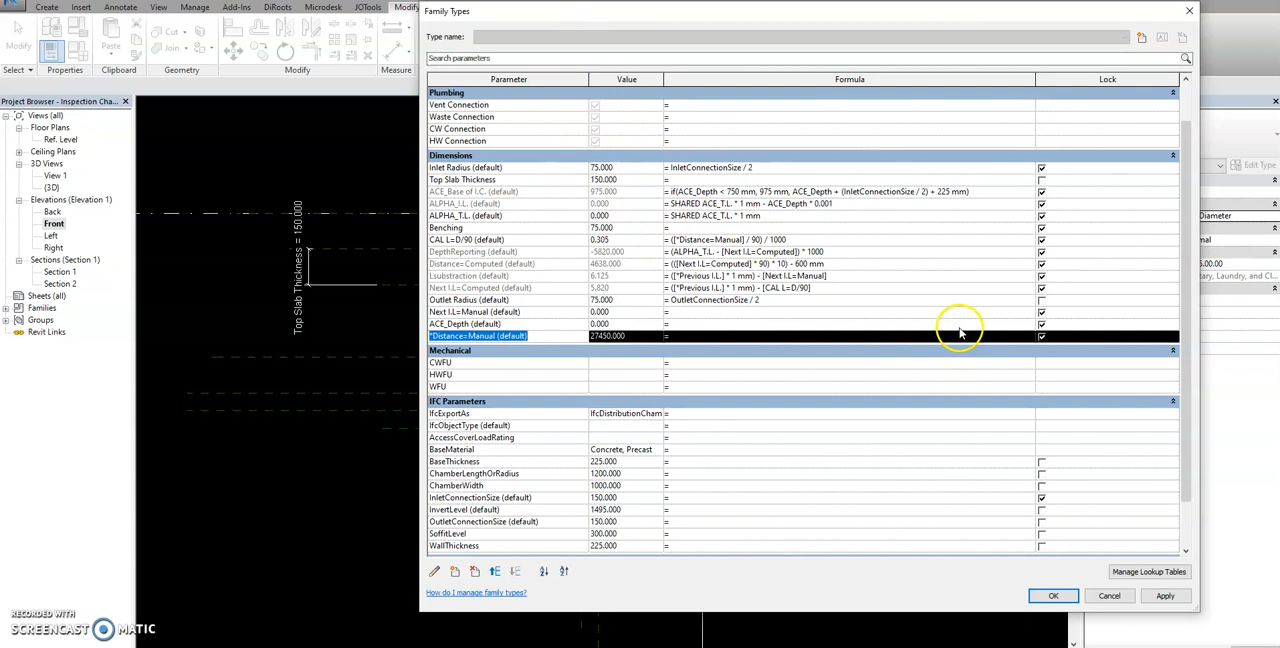 Create Insert Annotate View Manage Add-Ins DiRoots Microdesk JOTools Modify
Family Types
Type name:
Modify
Paste
Cut
Join
Select Properties Clipboard Geometry Modify Measure
Search parameters
Parameter Value Formula Lock
Project Browser - Inspection Cha...
Views (all)
Floor Plans
Ref. Level
Ceiling Plans
3D Views
View 1
{3D}
Elevations (Elevation 1)
Back
Front
Left
Right
Sections (Section 1)
Section 1
Section 2
Sheets (all)
Families
Groups
Revit Links
Top Slab Thickness = 150.000
Plumbing
Vent Connection =
Waste Connection =
CW Connection =
HW Connection =
Dimensions
Inlet Radius (default) 75.000 = InletConnectionSize / 2
Top Slab Thickness 150.000 =
ACE_Base of I.C. (default) 975.000 = if(ACE_Depth < 750 mm, 975 mm, ACE_Depth + (InletConnectionSize / 2) + 225 mm)
ALPHA_I.L. (default) 0.000 = SHARED ACE_T.L. * 1 mm - ACE_Depth * 0.001
ALPHA_T.L. (default) 0.000 = SHARED ACE_T.L. * 1 mm
Benching 75.000 =
CAL L=D/90 (default) 0.305 = ([*Distance=Manual] / 90) / 1000
DepthReporting (default) -5820.000 = (ALPHA_T.L. - [Next I.L=Computed]) * 1000
Distance=Computed (default) 4638.000 = (([Next I.L=Computed] * 90) * 10) - 600 mm
Lsubstraction (default) 6.125 = ([*Previous I.L.] * 1 mm) - [Next I.L=Manual]
Next I.L=Computed (default) 5.820 = ([*Previous I.L.] * 1 mm) - [CAL L=D/90]
Outlet Radius (default) 75.000 = OutletConnectionSize / 2
Next I.L=Manual (default) 0.000 =
ACE_Depth (default) 0.000 =
*Distance=Manual (default) 27450.000 =
Mechanical
CWFU =
HWFU =
WFU =
IFC Parameters
IfcExportAs IfcDistributionCham =
IfcObjectType (default) =
AccessCoverLoadRating =
BaseMaterial Concrete, Precast =
BaseThickness 225.000 =
ChamberLengthOrRadius 1200.000 =
ChamberWidth 1000.000 =
InletConnectionSize (default) 150.000 =
InvertLevel (default) 1495.000 =
OutletConnectionSize (default) 150.000 =
SoffitLevel 300.000 =
WallThickness 225.000 =
Manage Lookup Tables
How do I manage family types?
OK Cancel Apply
Edit Type
Diameter
RECORDED WITH
SCREENCAST MATIC